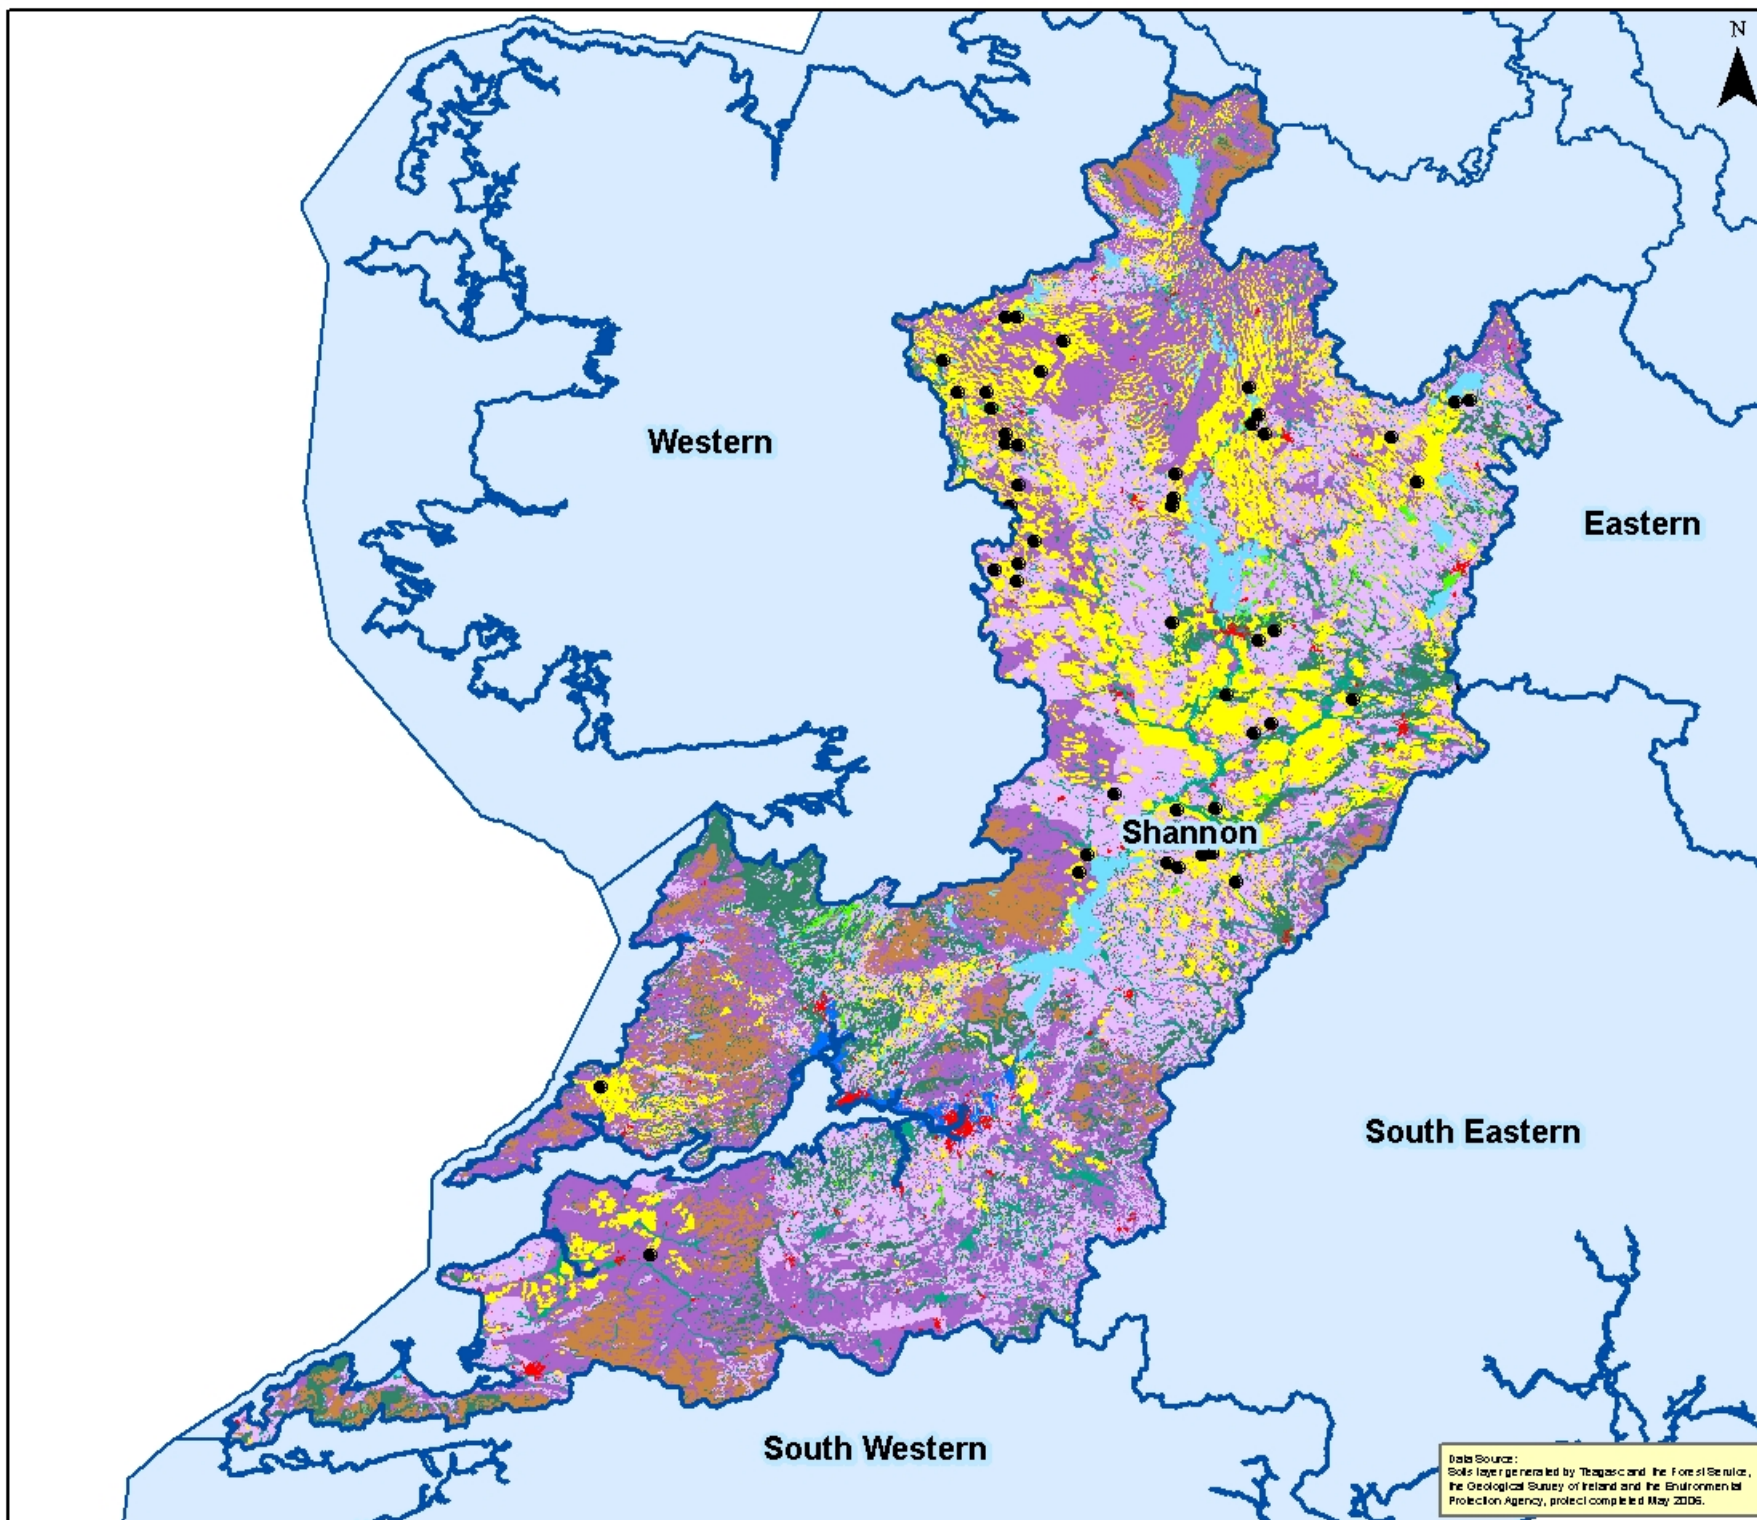 N
Western
Eastern
Shannon
South Eastern
South Western
Data Source:
Soils layer generated by Teagasc and the Forest Service,
the Geological Survey of Ireland and the Environmental
Protection Agency, project completed May 2006.